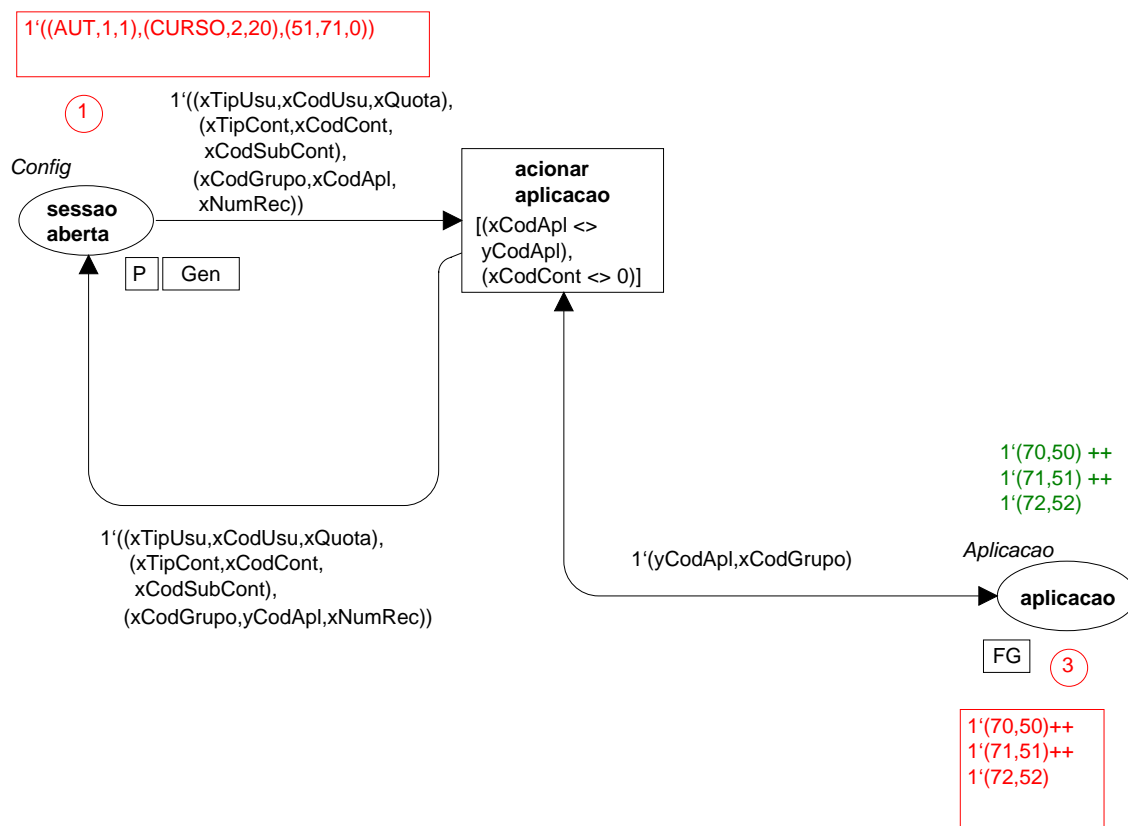 1‘((AUT,1,1),(CURSO,2,20),(51,71,0))
1
1‘((xTipUsu,xCodUsu,xQuota),
(xTipCont,xCodCont,
xCodSubCont),
(xCodGrupo,xCodApl,
xNumRec))
Config
sessao
aberta
P
Gen
acionar
aplicacao
[(xCodApl <>
yCodApl),
(xCodCont <> 0)]
1‘((xTipUsu,xCodUsu,xQuota),
(xTipCont,xCodCont,
xCodSubCont),
(xCodGrupo,yCodApl,xNumRec))
1‘(yCodApl,xCodGrupo)
1‘(70,50) ++
1‘(71,51) ++
1‘(72,52)
Aplicacao
aplicacao
FG
3
1‘(70,50)++
1‘(71,51)++
1‘(72,52)